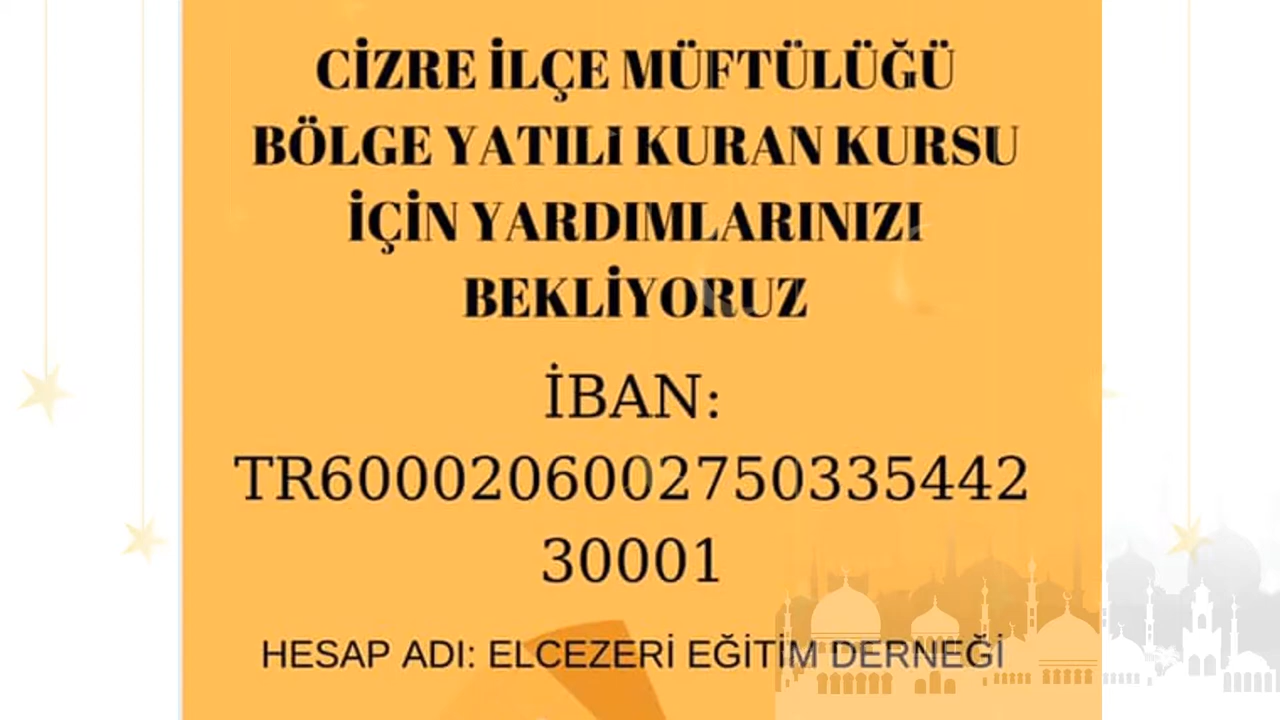 CİZRE İLÇE MÜFTÜLÜĞÜ
BÖLGE YATILI KURAN KURSU
İÇİN YARDIMLARINIZI
BEKLİYORUZ
İBAN:
TR600020600275033544​2
30001
HESAP ADI: ELCEZERİ EĞİTİM DERNEĞİ